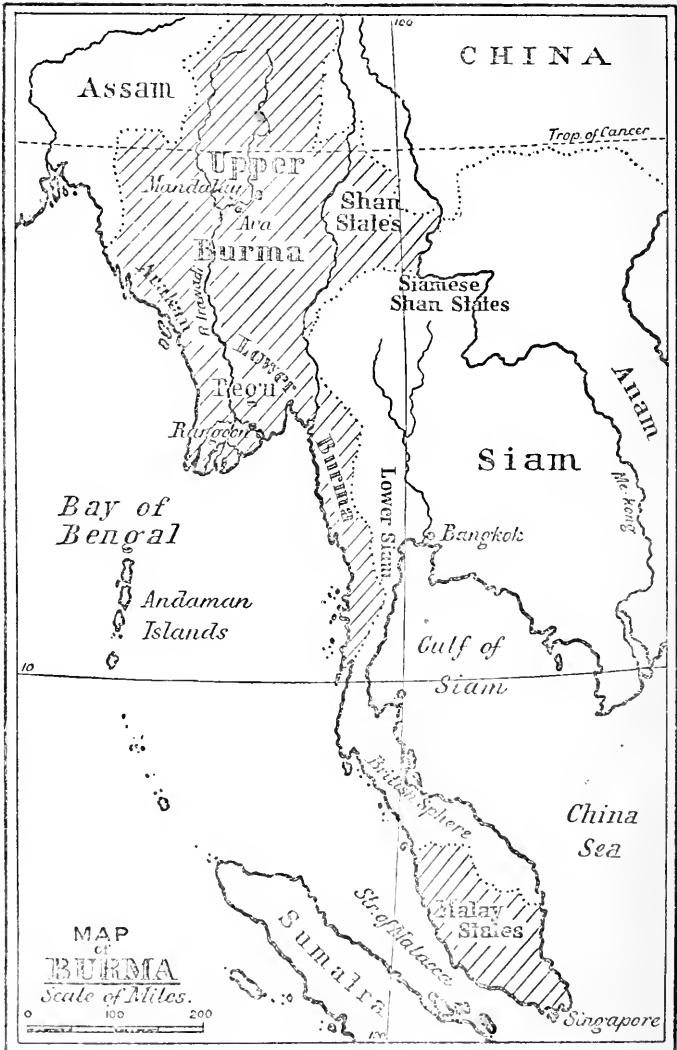 100
CHINA
Assam
Trop. of Cancer
Upper
Mandalay
Shan
States
Ava
Burma
Siamese
Shan States
Arakan
R. Irawadi
Lower
Pegu
Anam
Rangoon
Burma
Siam
Lower Siam
Me-kong
Bay of
Bengal
Bangkok
Andaman
Islands
Gulf of
Siam
10
British Sphere
China
Sea
Malay
States
Str. of Malacca
Sumatra
MAP
OF
BURMA
Scale of Miles.
0 100 200
100
Singapore